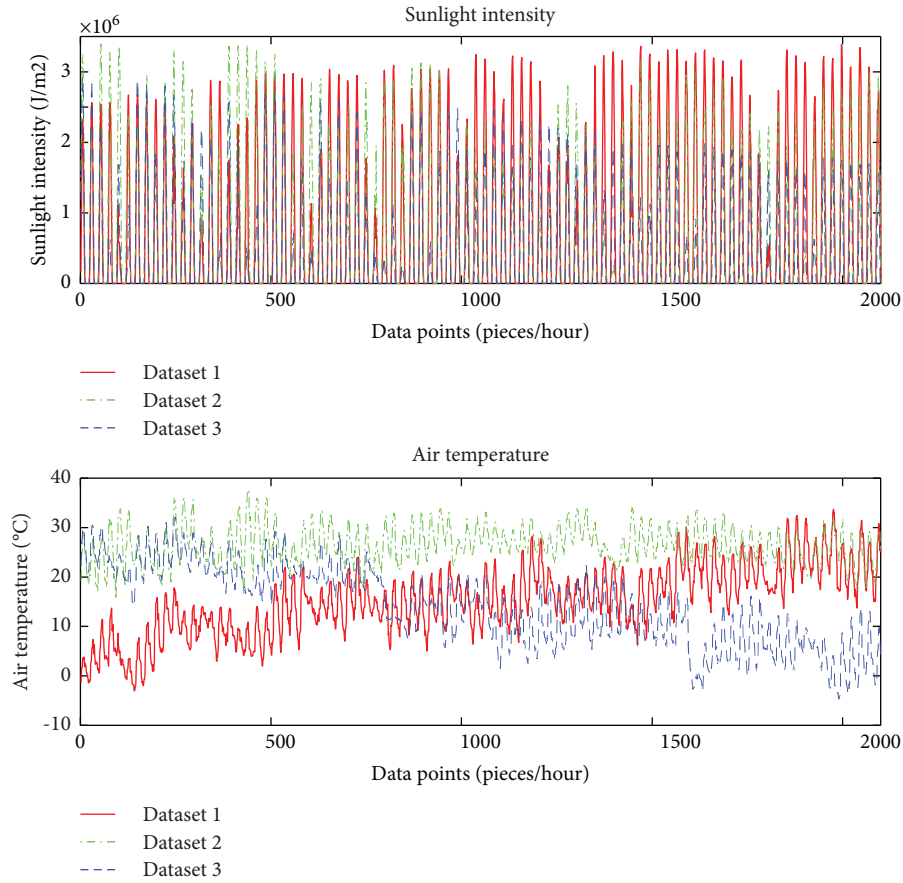 Sunlight intensity
×10⁶
Sunlight intensity (J/m2)
3
2
1
0
0 500 1000 1500 2000
Data points (pieces/hour)
Dataset 1
Dataset 2
Dataset 3
Air temperature
Air temperature (°C)
40
30
20
10
0
-10
0 500 1000 1500 2000
Data points (pieces/hour)
Dataset 1
Dataset 2
Dataset 3